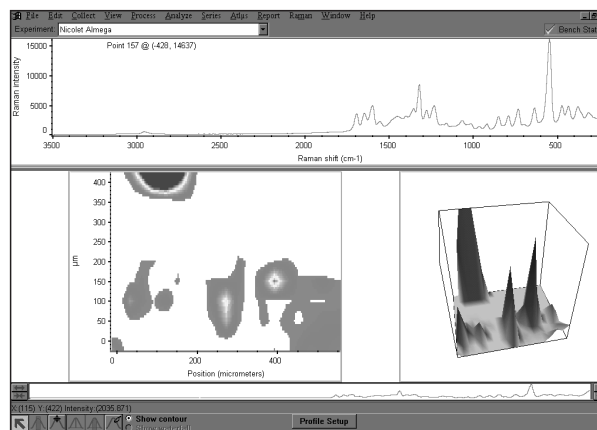 File Edit Collect View Process Analyze Series Atlus Report Raman Window Help
Experiment: Nicolet Almega
Bench Stat
Point 157 @ (-428, 14637)
Raman intensity
15000
10000
5000
0
3500 3000 2500 2000 1500 1000 500
Raman shift (cm-1)
µm
400
350
300
250
200
150
100
50
0
0 200 400
Position (micrometers)
X:(115) Y:(422) Intensity:(2035.871)
Show contour
Profile Setup